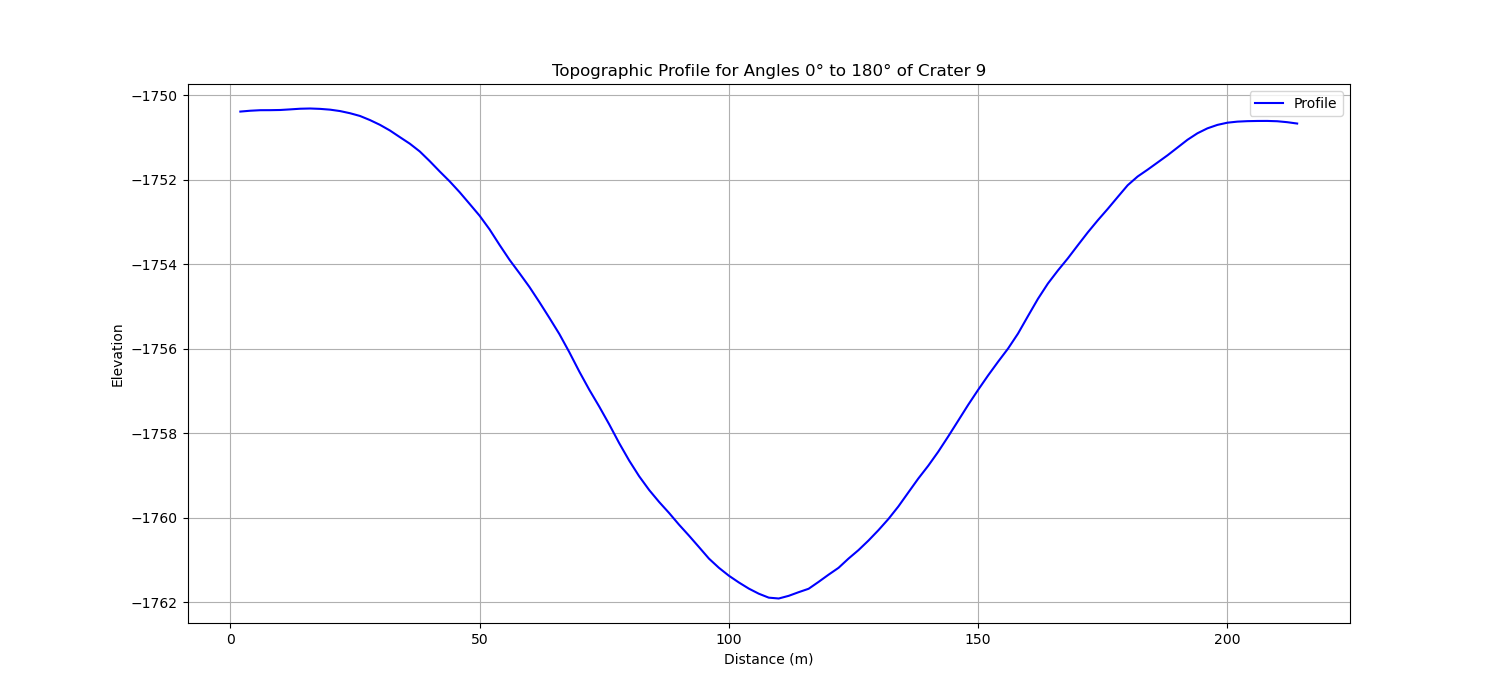 Topographic Profile for Angles 0° to 180° of Crater 9
Profile
−1750
−1752
−1754
−1756
−1758
−1760
−1762
Elevation
0 50 100 150 200
Distance (m)